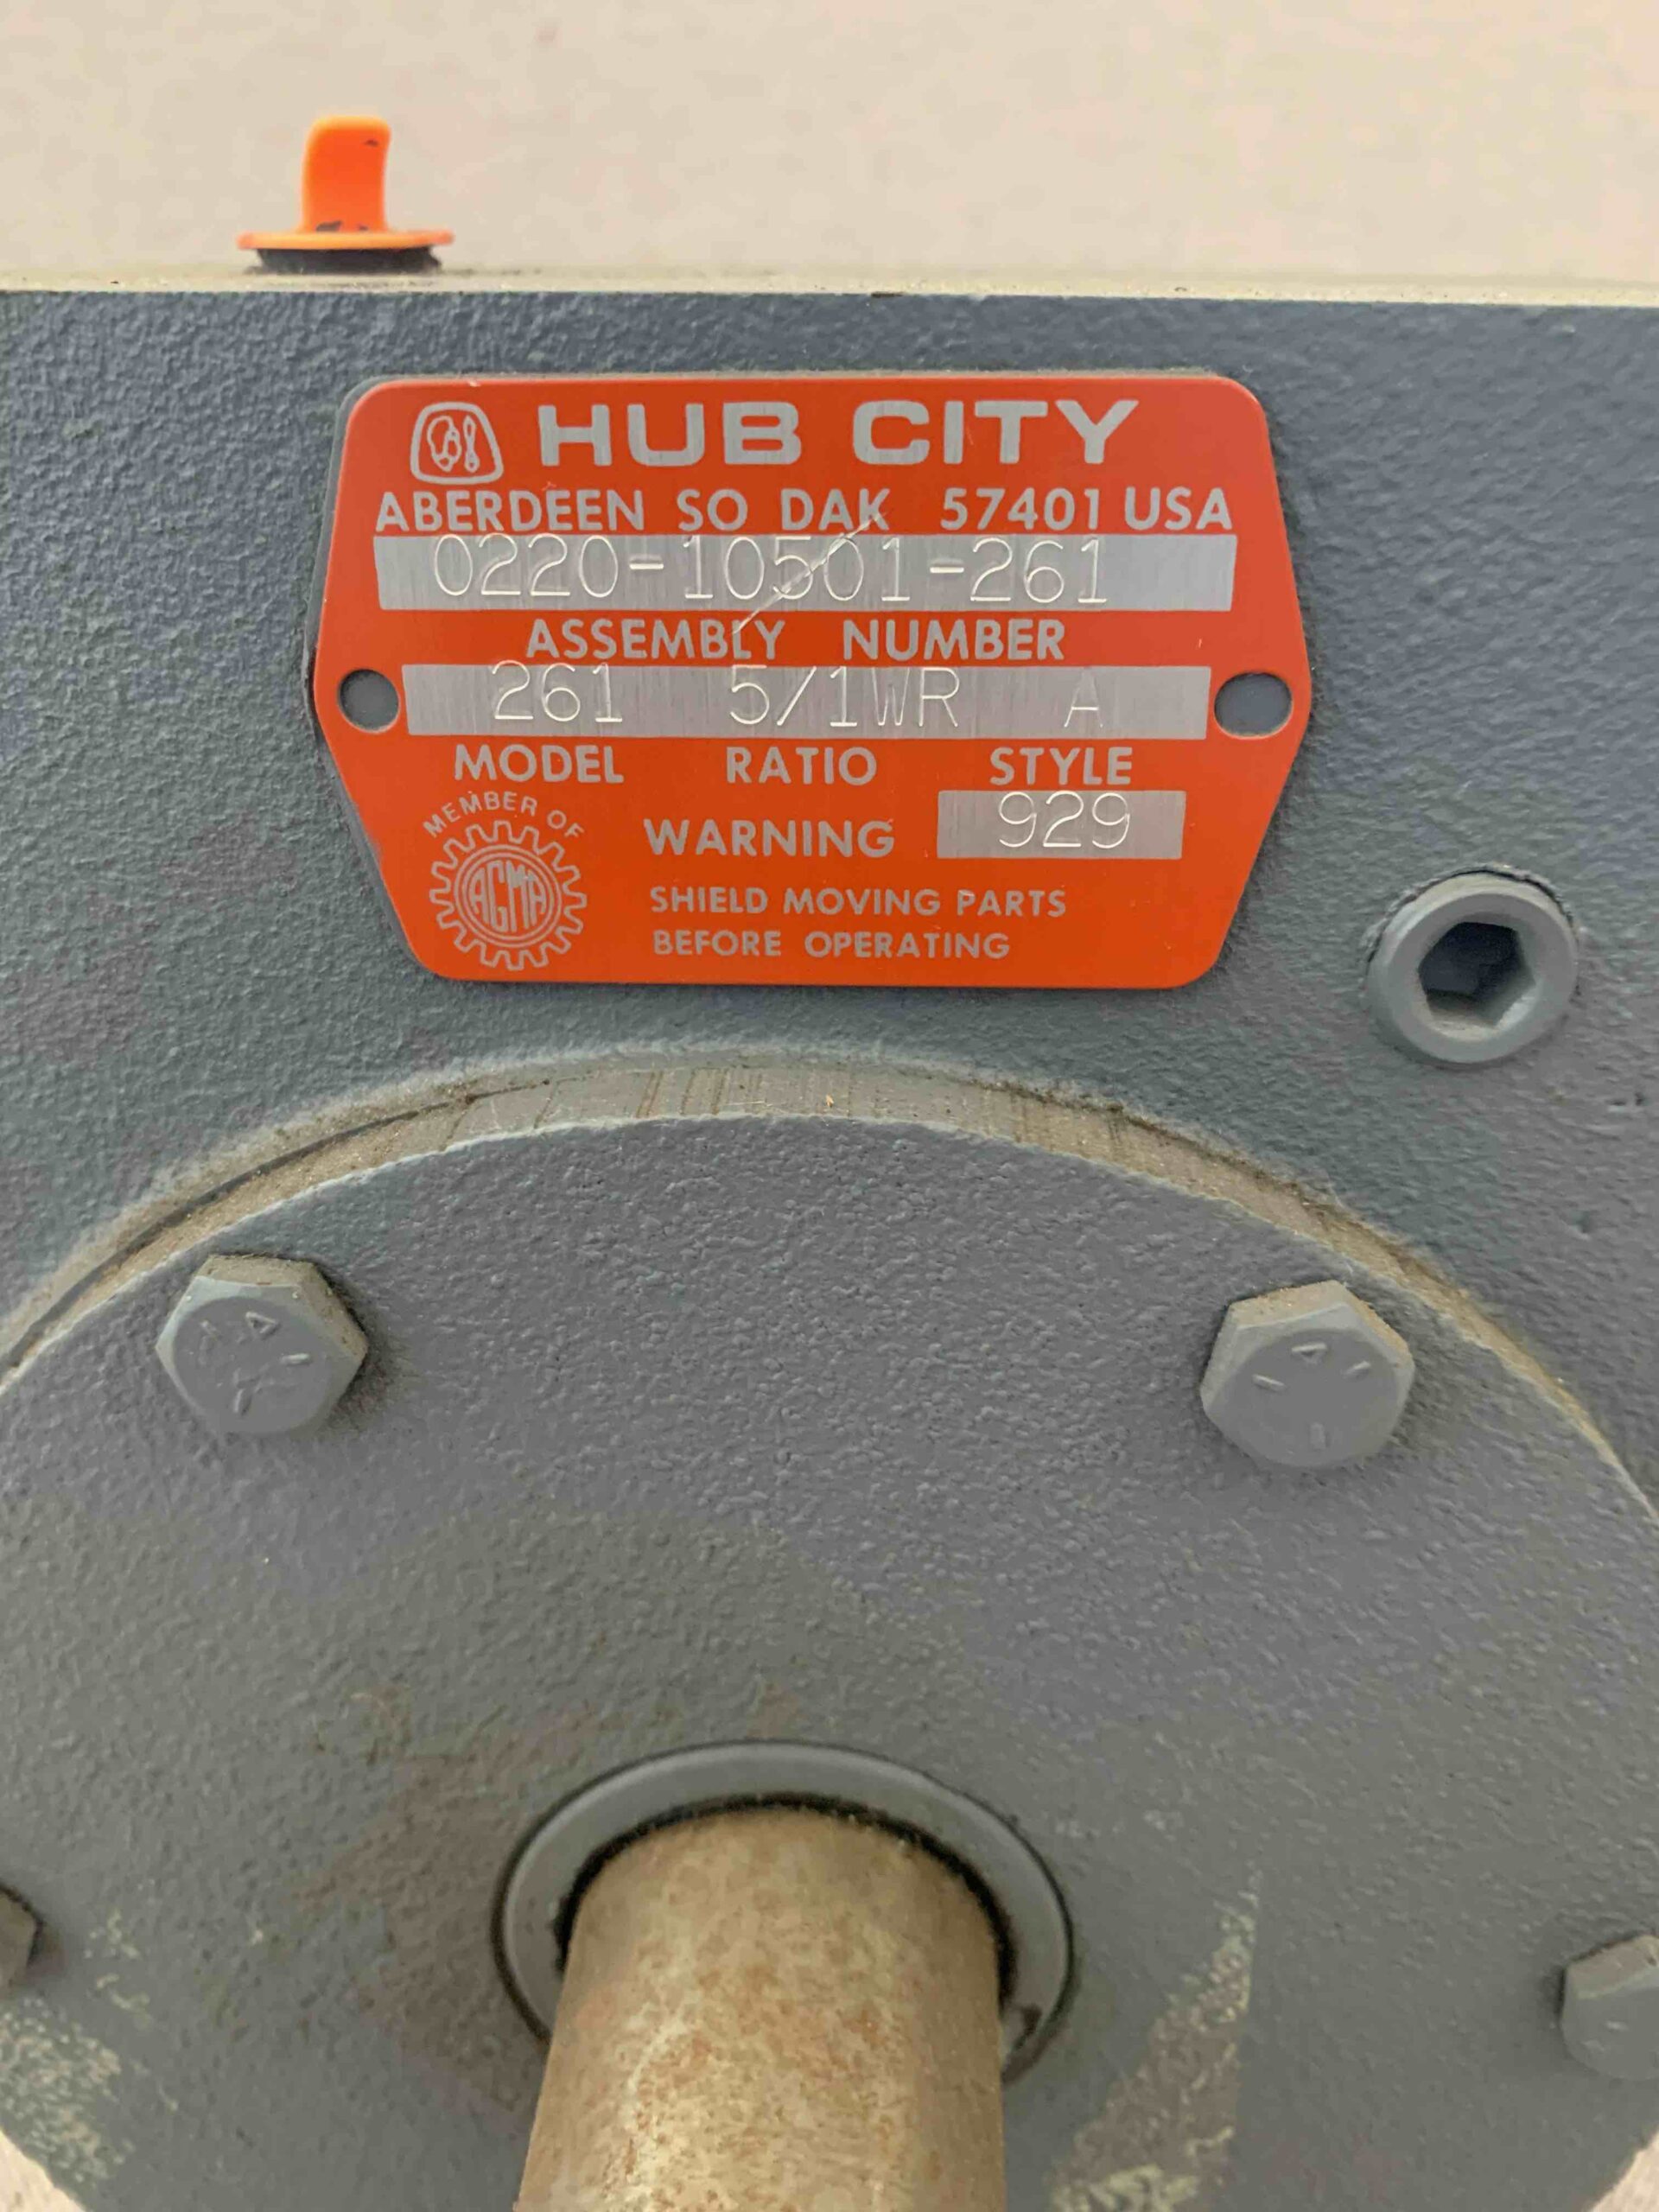 HUB CITY
ABERDEEN SO DAK 57401 USA
0220-10501-261
ASSEMBLY NUMBER
261 5/1WR A
MODEL RATIO STYLE
MEMBER OF
AGMA
WARNING 929
SHIELD MOVING PARTS
BEFORE OPERATING